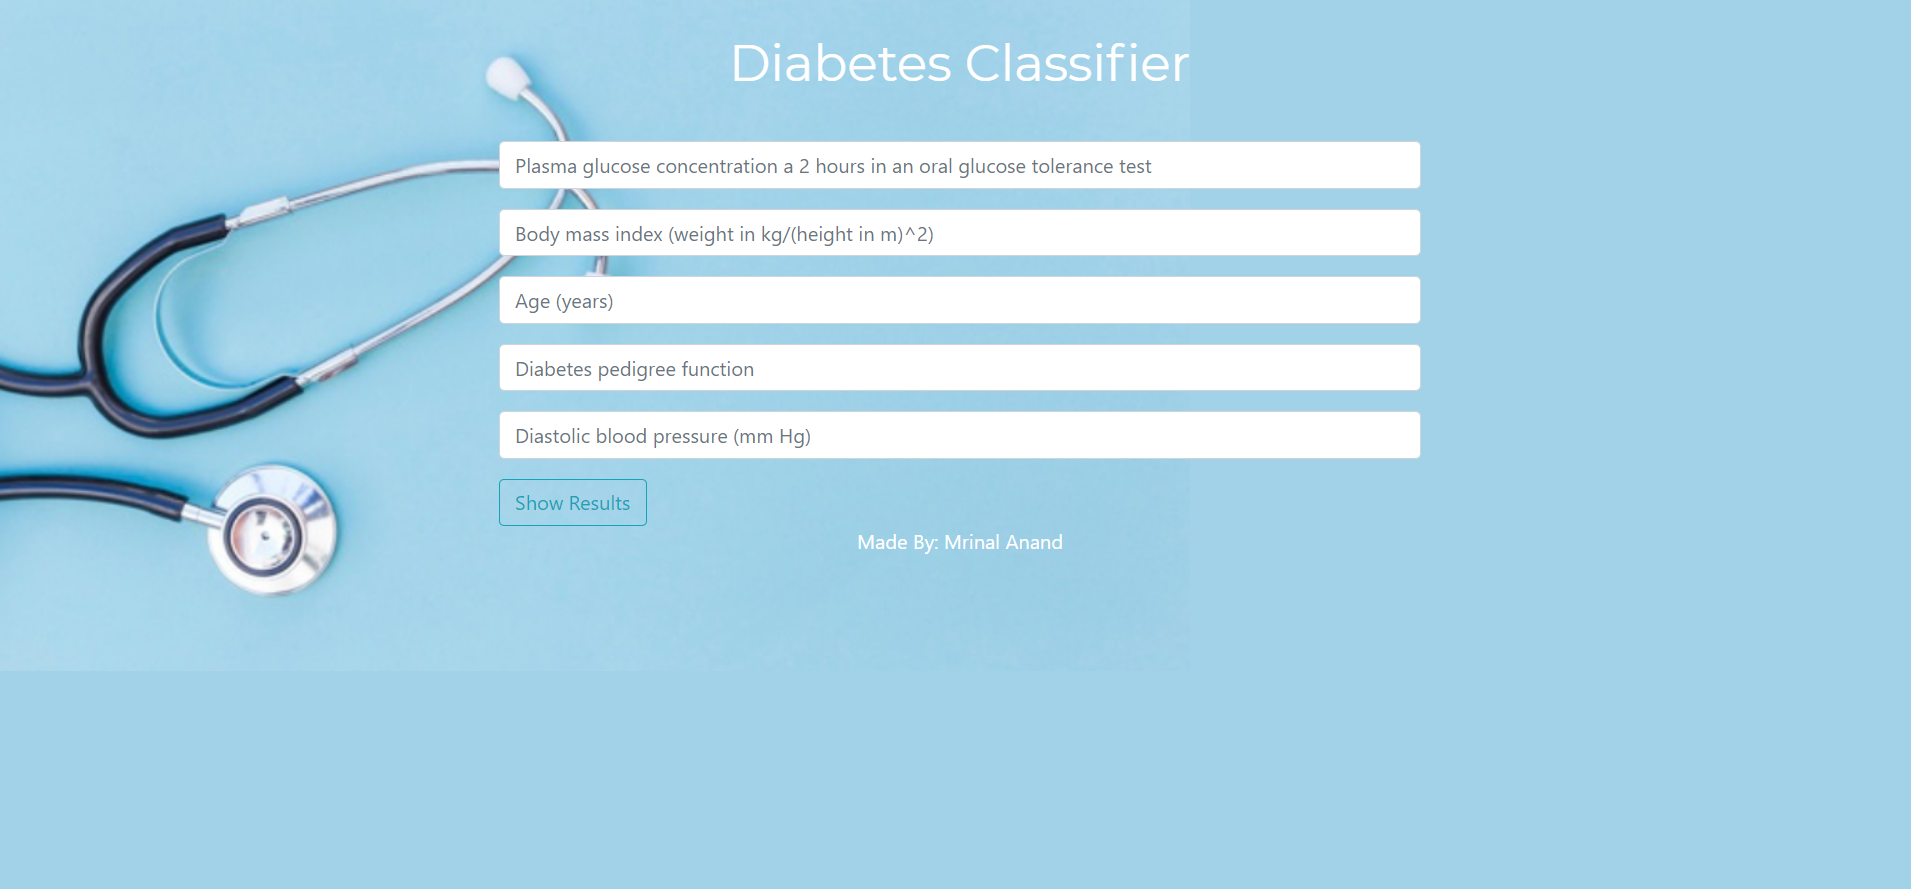 Diabetes Classifier
Plasma glucose concentration a 2 hours in an oral glucose tolerance test
Body mass index (weight in kg/(height in m)^2)
Age (years)
Diabetes pedigree function
Diastolic blood pressure (mm Hg)
Show Results
Made By: Mrinal Anand